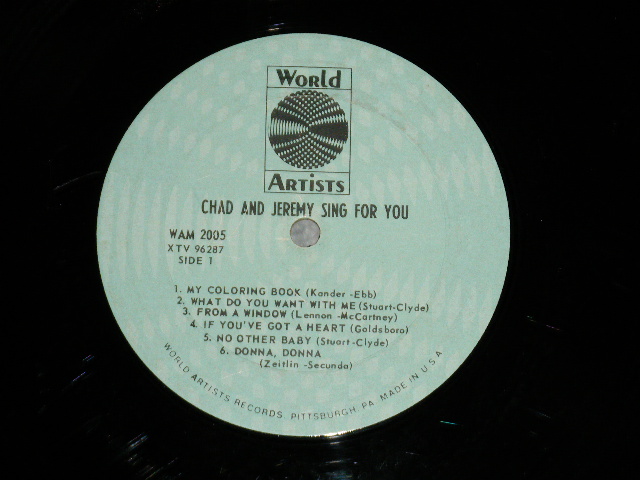 World
Artists
CHAD AND JEREMY SING FOR YOU
WAM 2005
XTV 96287
SIDE 1
1. MY COLORING BOOK (Kander -Ebb)
2. WHAT DO YOU WANT WITH ME (Stuart-Clyde)
3. FROM A WINDOW (Lennon -McCartney)
4. IF YOU'VE GOT A HEART (Goldsboro)
5. NO OTHER BABY (Stuart-Clyde)
6. DONNA, DONNA
(Zeitlin -Secunda)
WORLD ARTISTS RECORDS, PITTSBURGH, PA. MADE IN U.S.A.